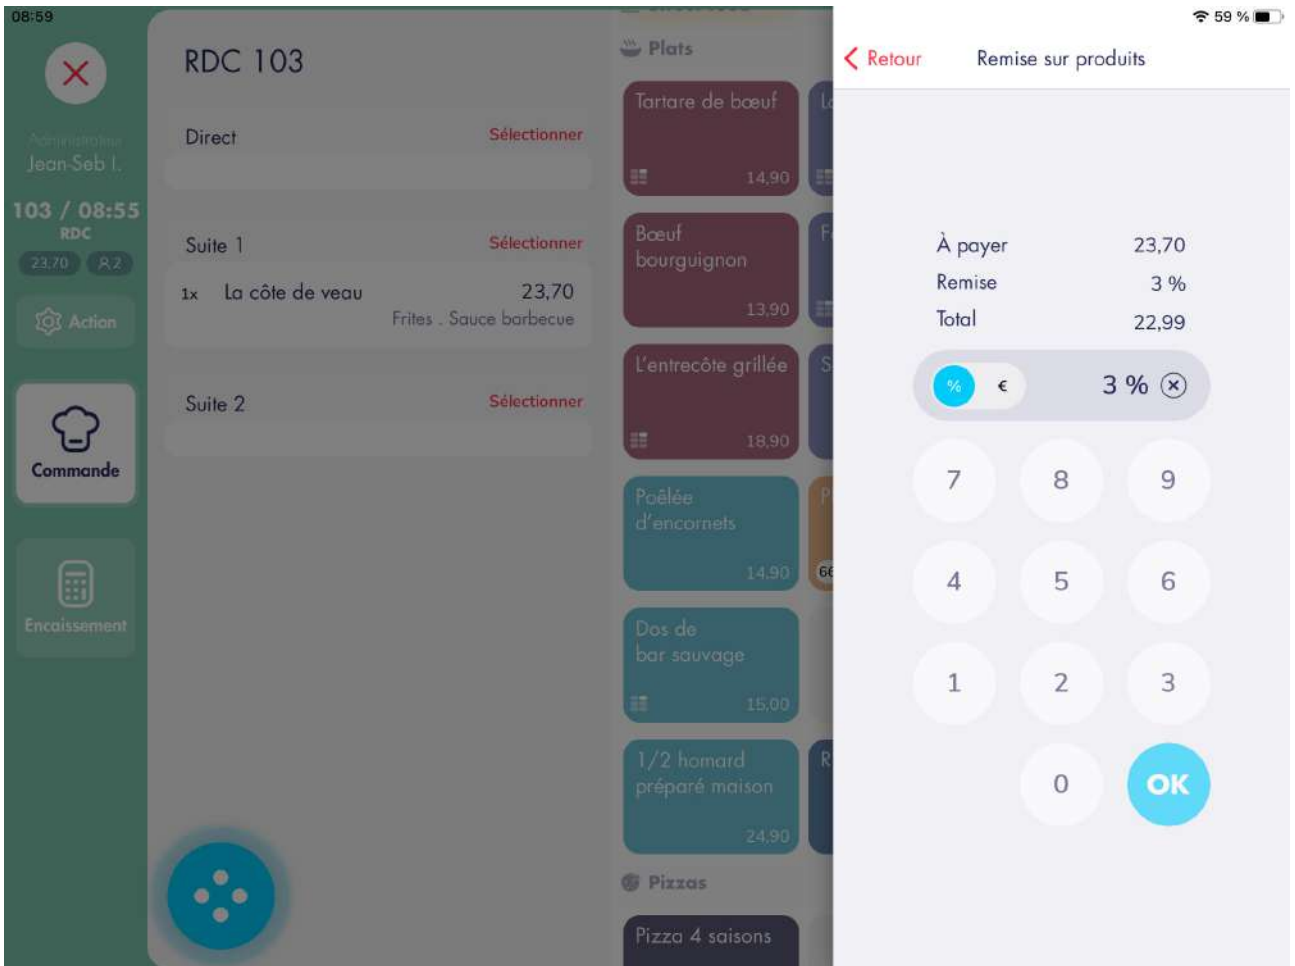 08:59
59 %
Administrateur
Jean-Seb I.
103 / 08:55
RDC
23,70
2
Action
Commande
Encaissement
RDC 103
Direct
Sélectionner
Suite 1
Sélectionner
1x La côte de veau 23,70
Frites . Sauce barbecue
Suite 2
Sélectionner
Plats
Tartare de bœuf
14,90
Bœuf
bourguignon
13,90
L'entrecôte grillée
18,90
Poêlée
d'encornets
14,90
66
Dos de
bar sauvage
15,00
1/2 homard
préparé maison
24,90
Pizzas
Pizza 4 saisons
Retour
Remise sur produits
À payer 23,70
Remise 3 %
Total 22,99
% € 3 %
7 8 9
4 5 6
1 2 3
0 OK